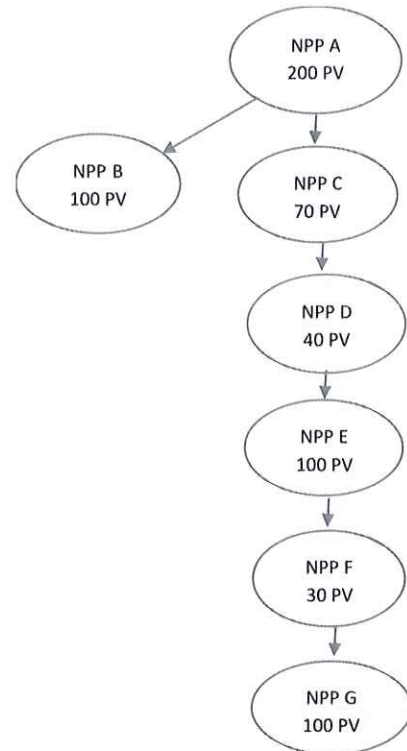 NPP A
200 PV
NPP B
100 PV
NPP C
70 PV
NPP D
40 PV
NPP E
100 PV
NPP F
30 PV
NPP G
100 PV